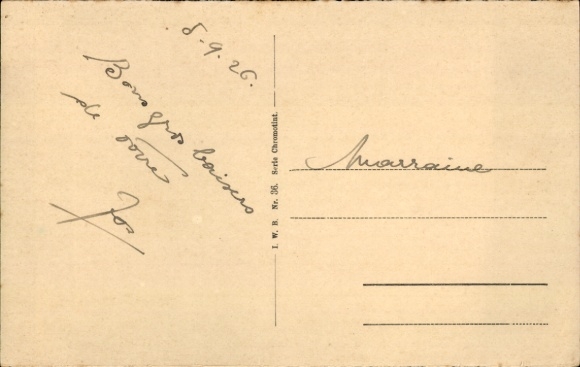 5-9.26.
Bons gros baisers
de votre
Jos
I. W. B. Nr. 36. Serie Chromotint.
Marraine